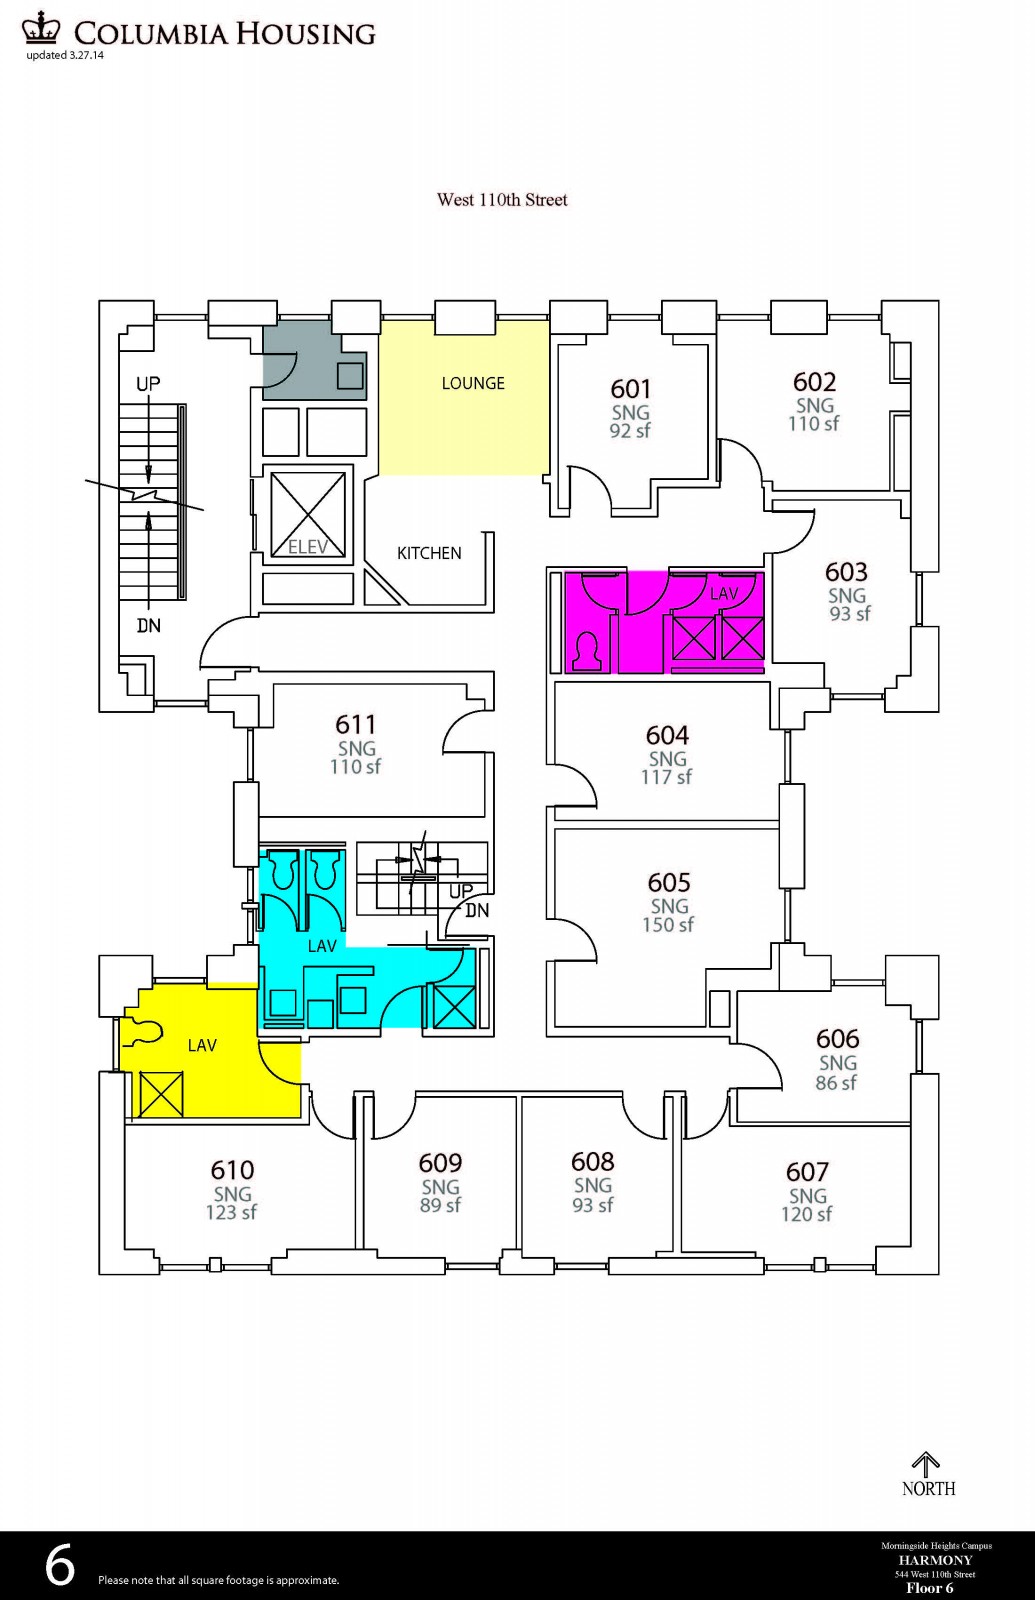 COLUMBIA HOUSING
updated 3.27.14
West 110th Street
UP
LOUNGE
601
SNG
92 sf
602
SNG
110 sf
ELEV
KITCHEN
DN
LAV
603
SNG
93 sf
611
SNG
110 sf
604
SNG
117 sf
605
SNG
150 sf
UP
DN
LAV
LAV
606
SNG
86 sf
610
SNG
123 sf
609
SNG
89 sf
608
SNG
93 sf
607
SNG
120 sf
NORTH
6
Please note that all square footage is approximate.
Morningside Heights Campus
HARMONY
544 West 110th Street
Floor 6